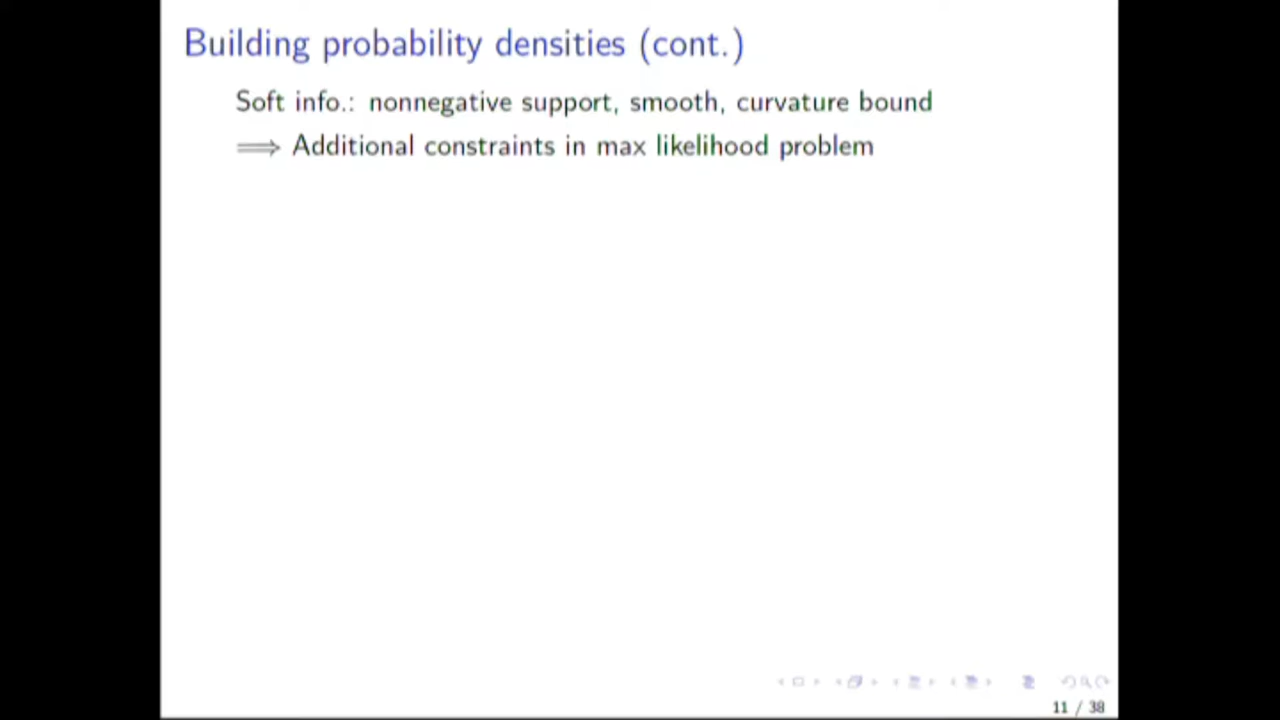 Building probability densities (cont.)
Soft info.: nonnegative support, smooth, curvature bound
⟹ Additional constraints in max likelihood problem
11 / 38